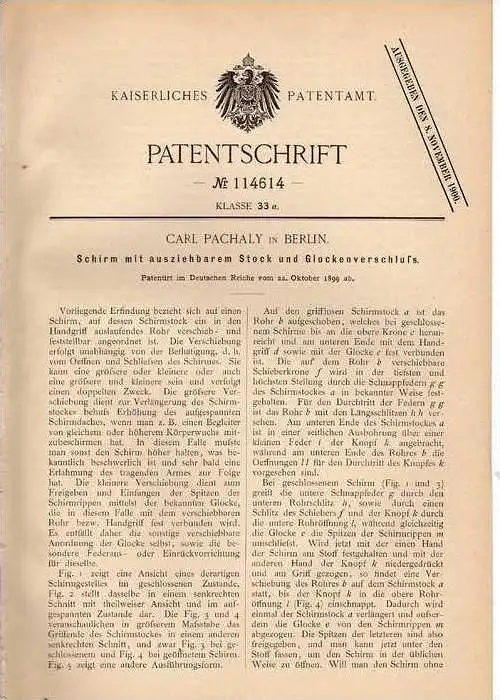 KAISERLICHES PATENTAMT.
AUSGEGEBEN DEN 8. NOVEMBER 1900.
PATENTSCHRIFT
— № 114614 —
KLASSE 33 a.
CARL PACHALY IN BERLIN.
Schirm mit ausziehbarem Stock und Glockenverschluſs.
Patentirt im Deutschen Reiche vom 22. Oktober 1899 ab.
Vorliegende Erfindung bezieht sich auf einen
Schirm, auf dessen Schirmstock ein in den
Handgriff auslaufendes Rohr verschieb- und
feststellbar angeordnet ist. Die Verschiebung
erfolgt unabhängig von der Bethätigung, d. h.
vom Oeffnen und Schlieſsen des Schirmes. Sie
kann eine gröſsere oder kleinere oder auch
eine gröſsere und kleinere sein und verfolgt
einen doppelten Zweck. Die gröſsere Ver-
schiebung dient zur Verlängerung des Schirm-
stockes behufs Erhöhung des aufgespannten
Schirmdaches, wenn man z. B. einen Begleiter
von gleichem oder höherem Körperwuchs mit-
zubeschirmen hat. In diesem Falle muſste
man sonst den Schirm höher halten, was be-
kanntlich beschwerlich ist und sehr bald eine
Erlahmung des tragenden Armes zur Folge
hat. Die kleinere Verschiebung dient zum
Freigeben und Einfangen der Spitzen der
Schirmrippen mittelst der bekannten Glocke,
die in diesem Falle mit dem verschiebbaren
Rohr bezw. Handgriff fest verbunden wird.
Es entfällt daher die sonstige verschiebbare
Anordnung der Glocke selbst, sowie die be-
sondere Federans- oder Einrückvorrichtung
für dieselbe.
Fig. 1 zeigt eine Ansicht eines derartigen
Schirmgestelles im geschlossenen Zustande,
Fig. 2 stellt dasselbe in einem senkrechten
Schnitt mit theilweiser Ansicht und im auf-
gespannten Zustande dar. Die Fig. 3 und 4
veranschaulichen in gröſserem Maſstabe das
Griffende des Schirmstockes in einem anderen
senkrechten Schnitt, und zwar Fig. 3 bei ge-
schlossenem und Fig. 4 bei geöffnetem Schirm.
Fig. 5 zeigt eine andere Ausführungsform.
Auf den grifflosen Schirmstock a ist das
Rohr b aufgeschoben, welches bei geschlosse-
nem Schirme bis an die obere Krone c heran-
reicht und am unteren Ende mit dem Hand-
griff d sowie mit der Glocke e fest verbunden
ist. Die auf dem Rohr b verschiebbare
Schieberkrone f wird in der tiefsten und
höchsten Stellung durch die Schnappfedern g g
des Schirmstockes a in bekannter Weise fest-
gehalten. Für den Durchtritt der Federn g g
ist das Rohr b mit den Längsschlitzen h h ver-
sehen. Am unteren Ende des Schirmstockes a
ist in einer seitlichen Ausbohrung über einer
kleinen Feder i der Knopf k angebracht,
während am unteren Ende des Rohres b die
Oeffnungen l l für den Durchtritt des Knopfes k
vorgesehen sind.
Bei geschlossenem Schirm (Fig. 1 und 3)
greift die untere Schnappfeder g durch den
unteren Rohrschlitz h, sowie durch einen
Schlitz des Schiebers f und der Knopf k durch
die untere Rohröffnung l, während gleichzeitig
die Glocke e die Spitzen der Schirmrippen m
umschlieſst. Wird jetzt mit der einen Hand
der Schirm am Stoff festgehalten und mit der
anderen Hand der Knopf k niedergedrückt
und am Griff gezogen, so findet eine Ver-
schiebung des Rohres b auf dem Schirmstock a
statt, bis der Knopf k in die obere Rohr-
öffnung l (Fig. 4) einschnappt. Dadurch wird
einmal der Schirmstock a verlängert und auſser-
dem die Glocke e von den Schirmrippen m
abgezogen. Die Spitzen der letzteren sind also
freigegeben, und man kann jetzt unter den
Stoff fassen, um den Schirm in der üblichen
Weise zu öffnen. Will man den Schirm ohne